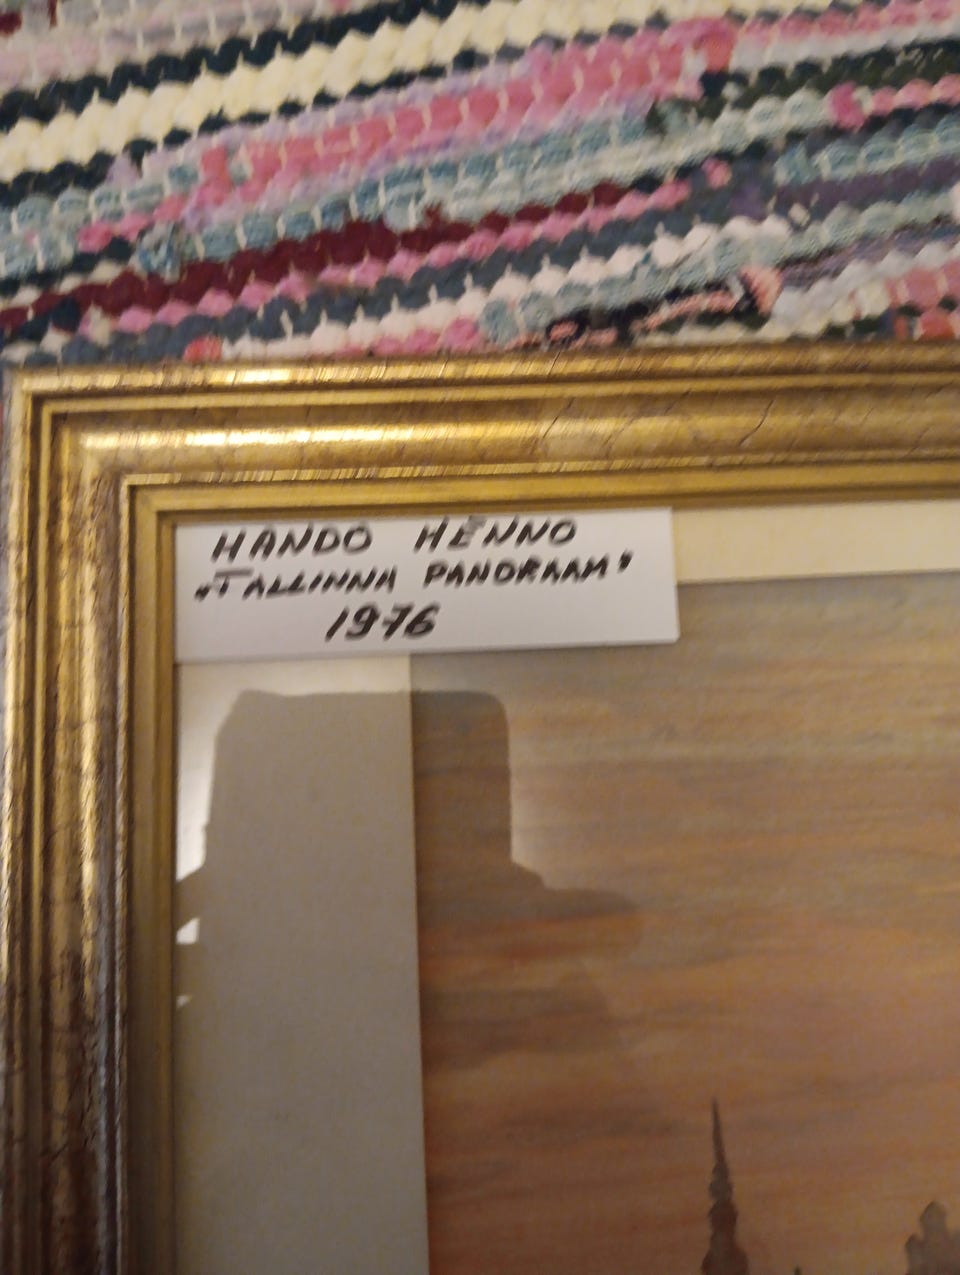 HANDO HENNO
„TALLINNA PANORAAM”
1976